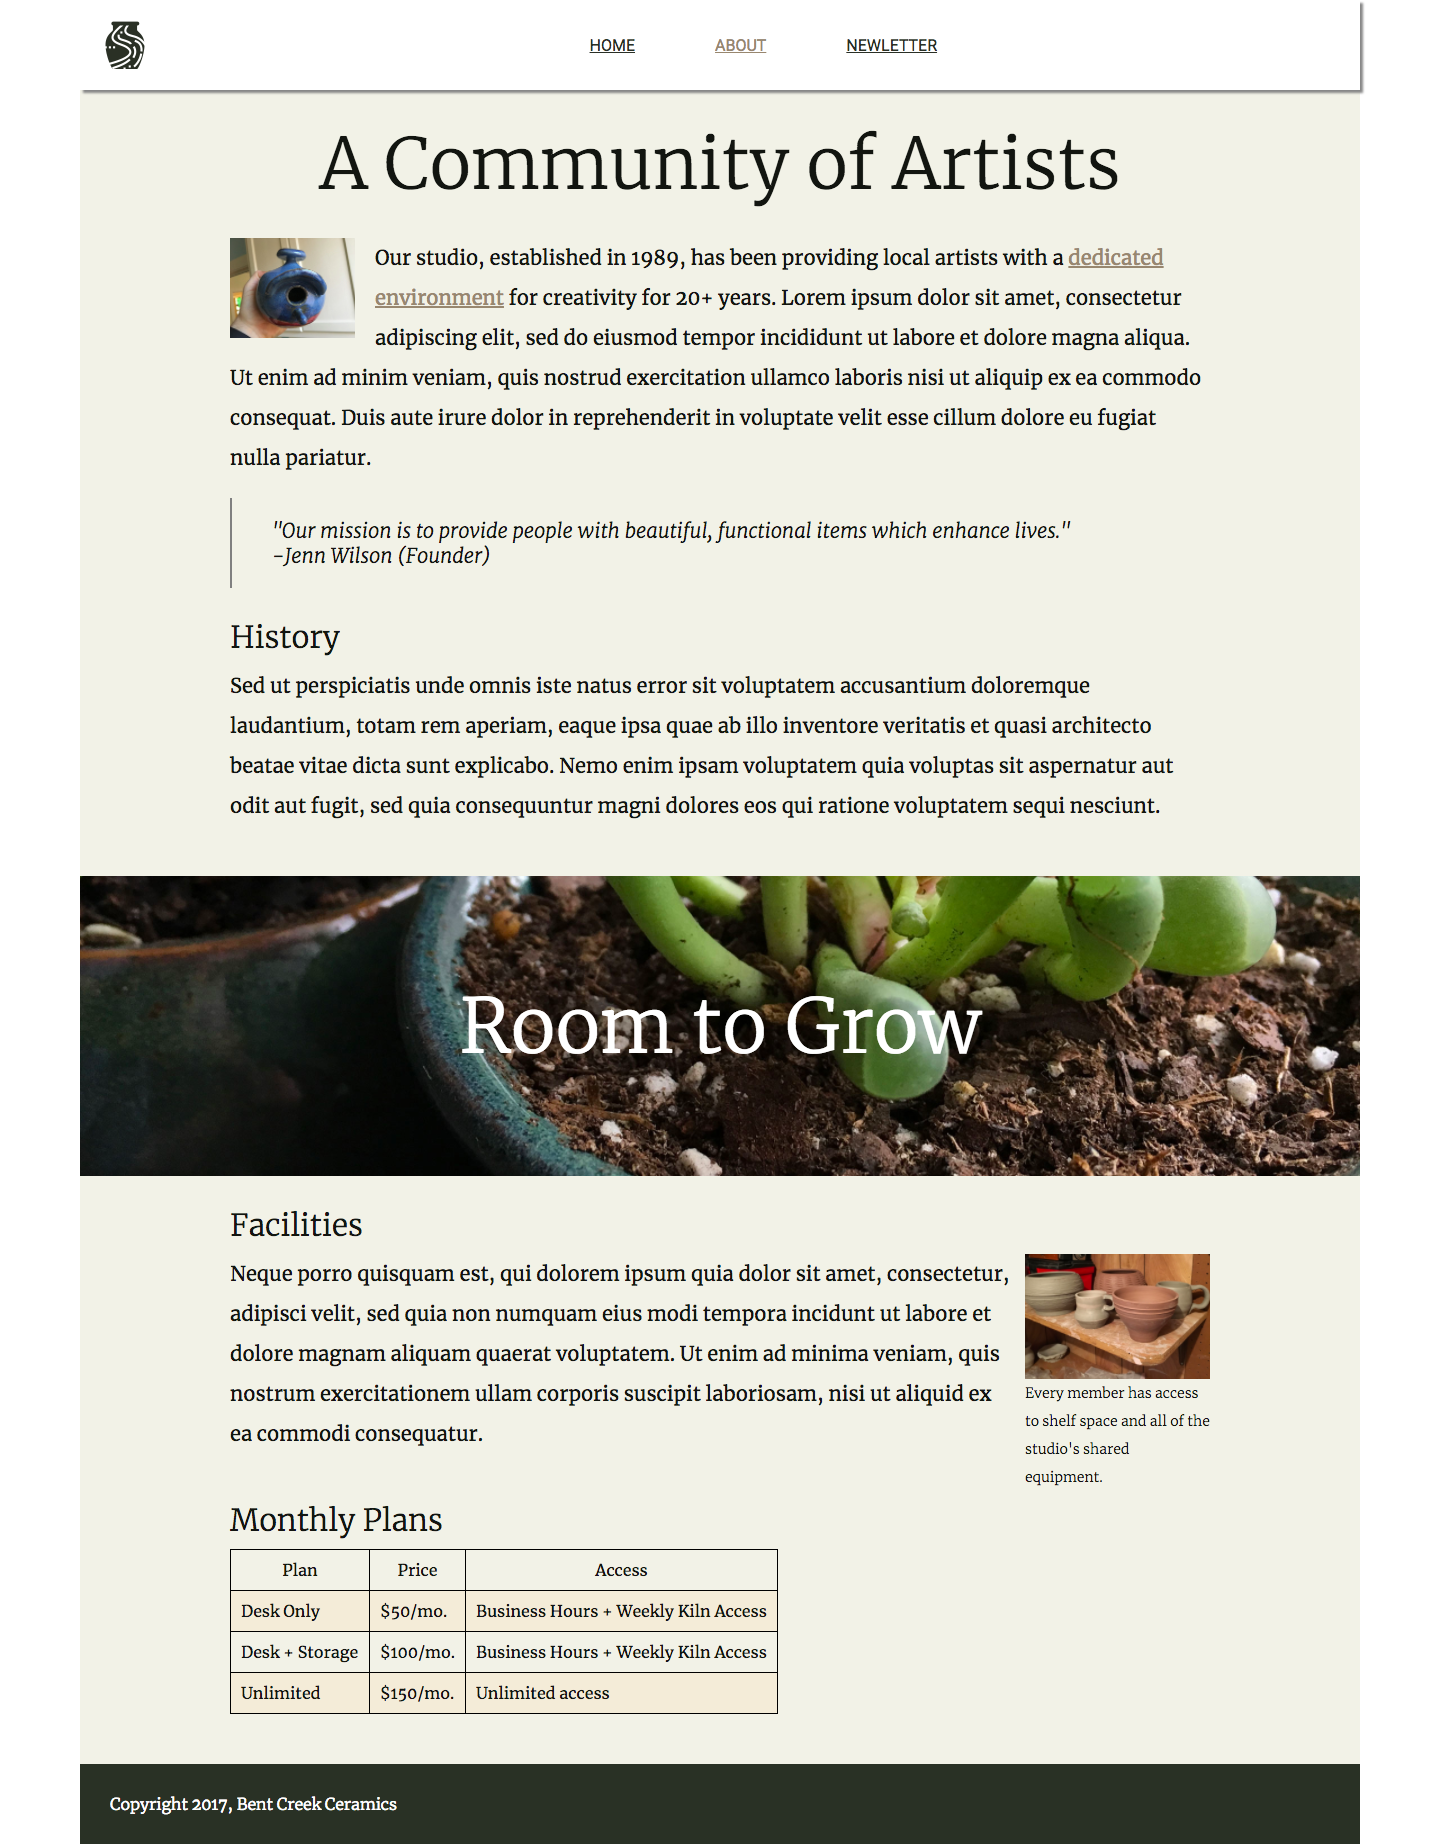 HOME ABOUT NEWLETTER
A Community of Artists
Our studio, established in 1989, has been providing local artists with a dedicated
environment for creativity for 20+ years. Lorem ipsum dolor sit amet, consectetur
adipiscing elit, sed do eiusmod tempor incididunt ut labore et dolore magna aliqua.
Ut enim ad minim veniam, quis nostrud exercitation ullamco laboris nisi ut aliquip ex ea commodo
consequat. Duis aute irure dolor in reprehenderit in voluptate velit esse cillum dolore eu fugiat
nulla pariatur.
"Our mission is to provide people with beautiful, functional items which enhance lives."
-Jenn Wilson (Founder)
History
Sed ut perspiciatis unde omnis iste natus error sit voluptatem accusantium doloremque
laudantium, totam rem aperiam, eaque ipsa quae ab illo inventore veritatis et quasi architecto
beatae vitae dicta sunt explicabo. Nemo enim ipsam voluptatem quia voluptas sit aspernatur aut
odit aut fugit, sed quia consequuntur magni dolores eos qui ratione voluptatem sequi nesciunt.
Room to Grow
Facilities
Neque porro quisquam est, qui dolorem ipsum quia dolor sit amet, consectetur,
adipisci velit, sed quia non numquam eius modi tempora incidunt ut labore et
dolore magnam aliquam quaerat voluptatem. Ut enim ad minima veniam, quis
nostrum exercitationem ullam corporis suscipit laboriosam, nisi ut aliquid ex
ea commodi consequatur.
Every member has access
to shelf space and all of the
studio's shared
equipment.
Monthly Plans
Plan Price Access
Desk Only $50/mo. Business Hours + Weekly Kiln Access
Desk + Storage $100/mo. Business Hours + Weekly Kiln Access
Unlimited $150/mo. Unlimited access
Copyright 2017, Bent Creek Ceramics